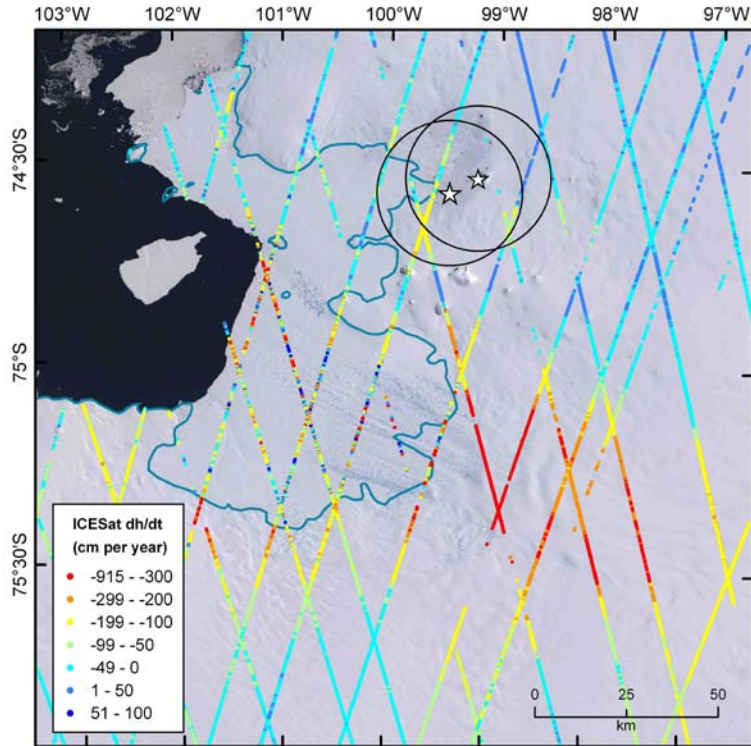 103°W 102°W 101°W 100°W 99°W 98°W 97°W
74°30'S
75°S
75°30'S
ICESat dh/dt
(cm per year)
-915 - -300
-299 - -200
-199 - -100
-99 - -50
-49 - 0
1 - 50
51 - 100
0 25 50
km